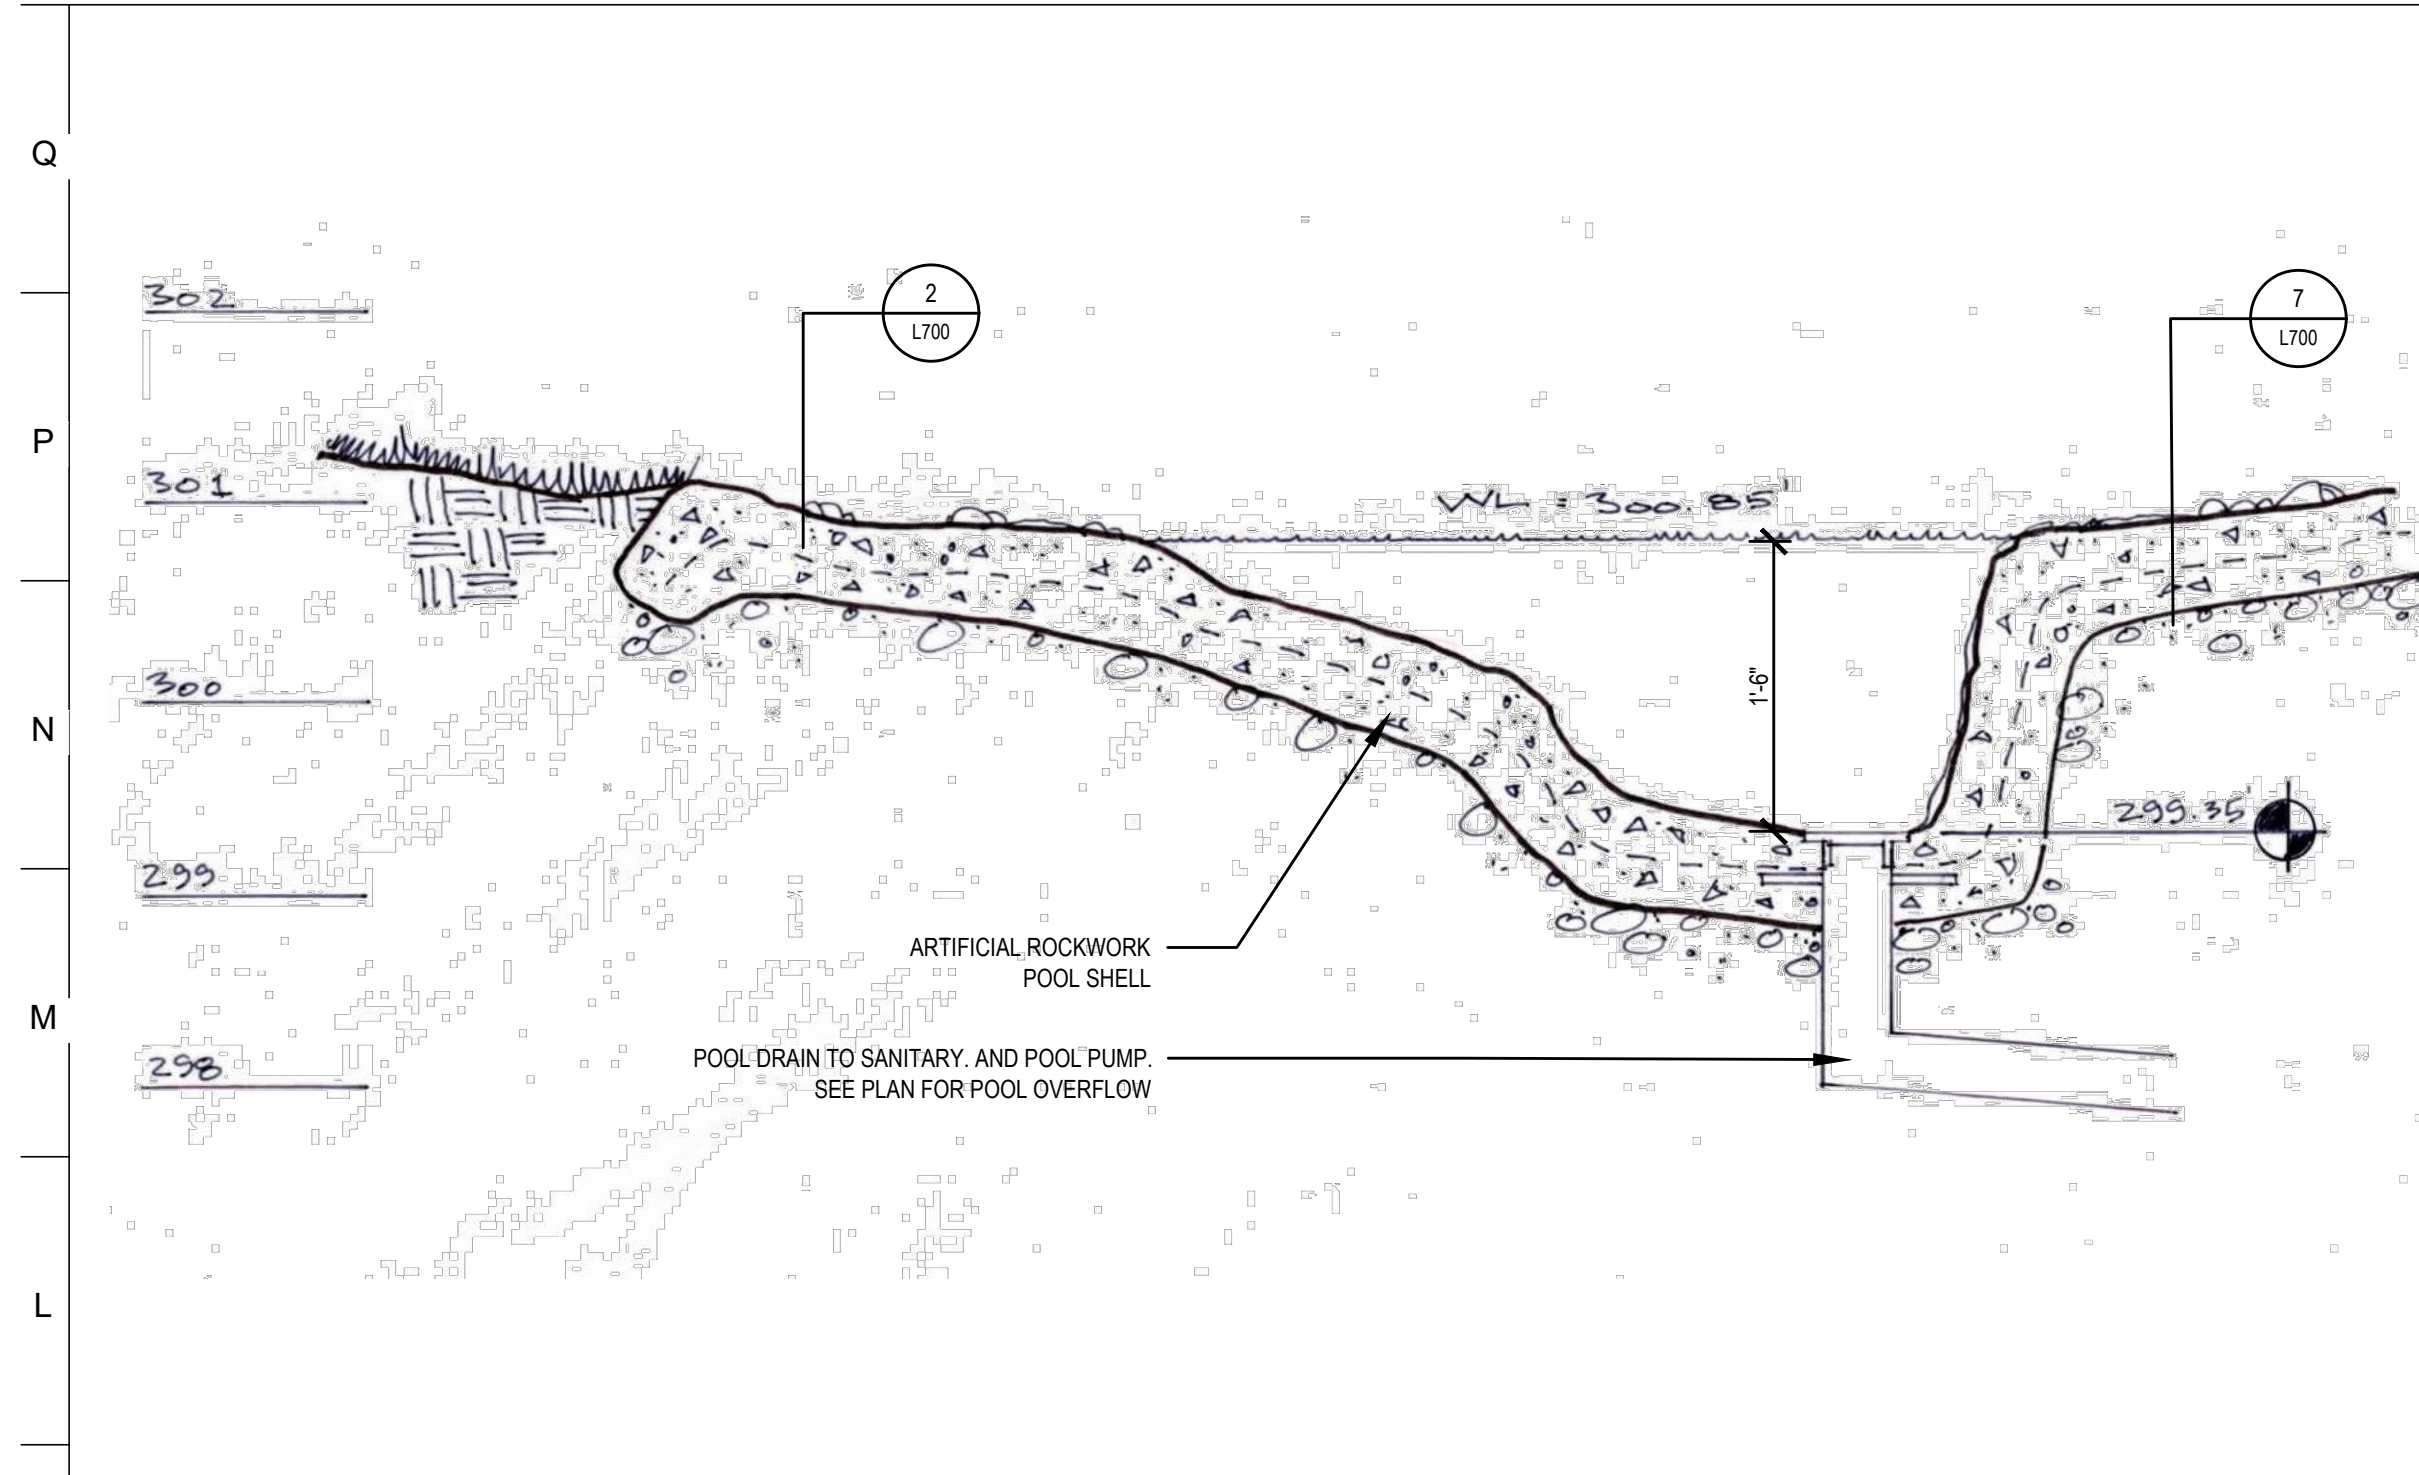 Q
302
2
L700
7
L700
P
301
WL = 300.85
300
N
1'-6"
299.35
299
ARTIFICIAL ROCKWORK
POOL SHELL
M
POOL DRAIN TO SANITARY. AND POOL PUMP.
SEE PLAN FOR POOL OVERFLOW
298
L